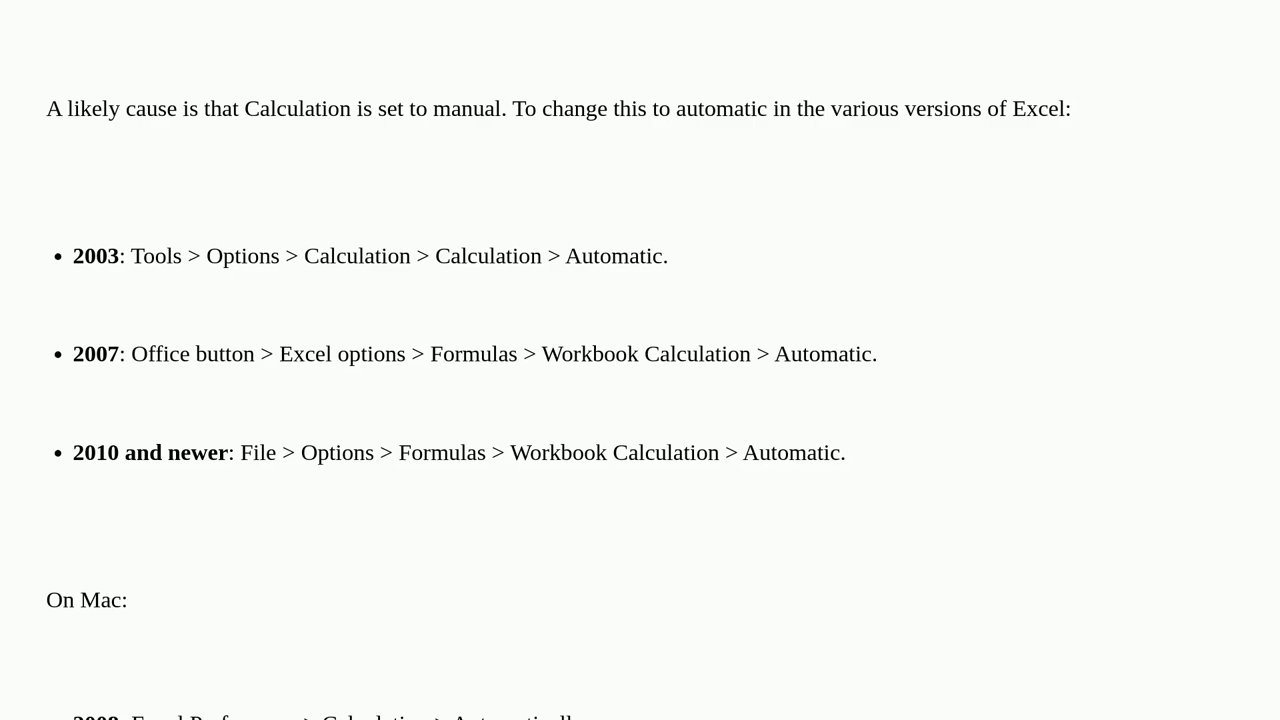 A likely cause is that Calculation is set to manual. To change this to automatic in the various versions of Excel:
• 2003: Tools > Options > Calculation > Calculation > Automatic.
• 2007: Office button > Excel options > Formulas > Workbook Calculation > Automatic.
• 2010 and newer: File > Options > Formulas > Workbook Calculation > Automatic.
On Mac: